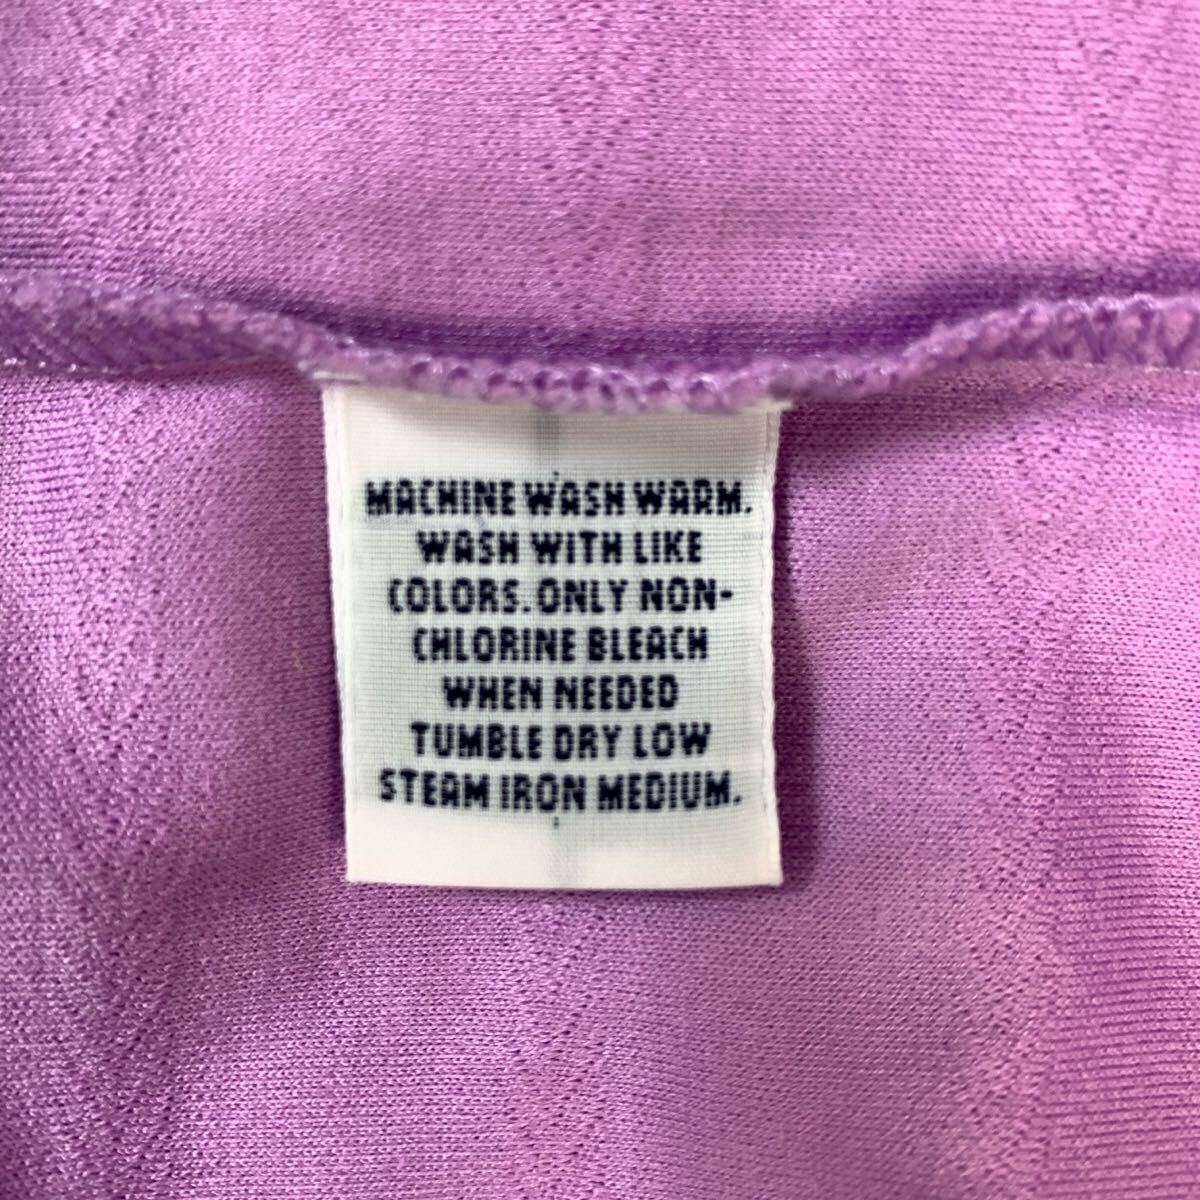 MACHINE WASH WARM.
WASH WITH LIKE
COLORS. ONLY NON-
CHLORINE BLEACH
WHEN NEEDED
TUMBLE DRY LOW
STEAM IRON MEDIUM.